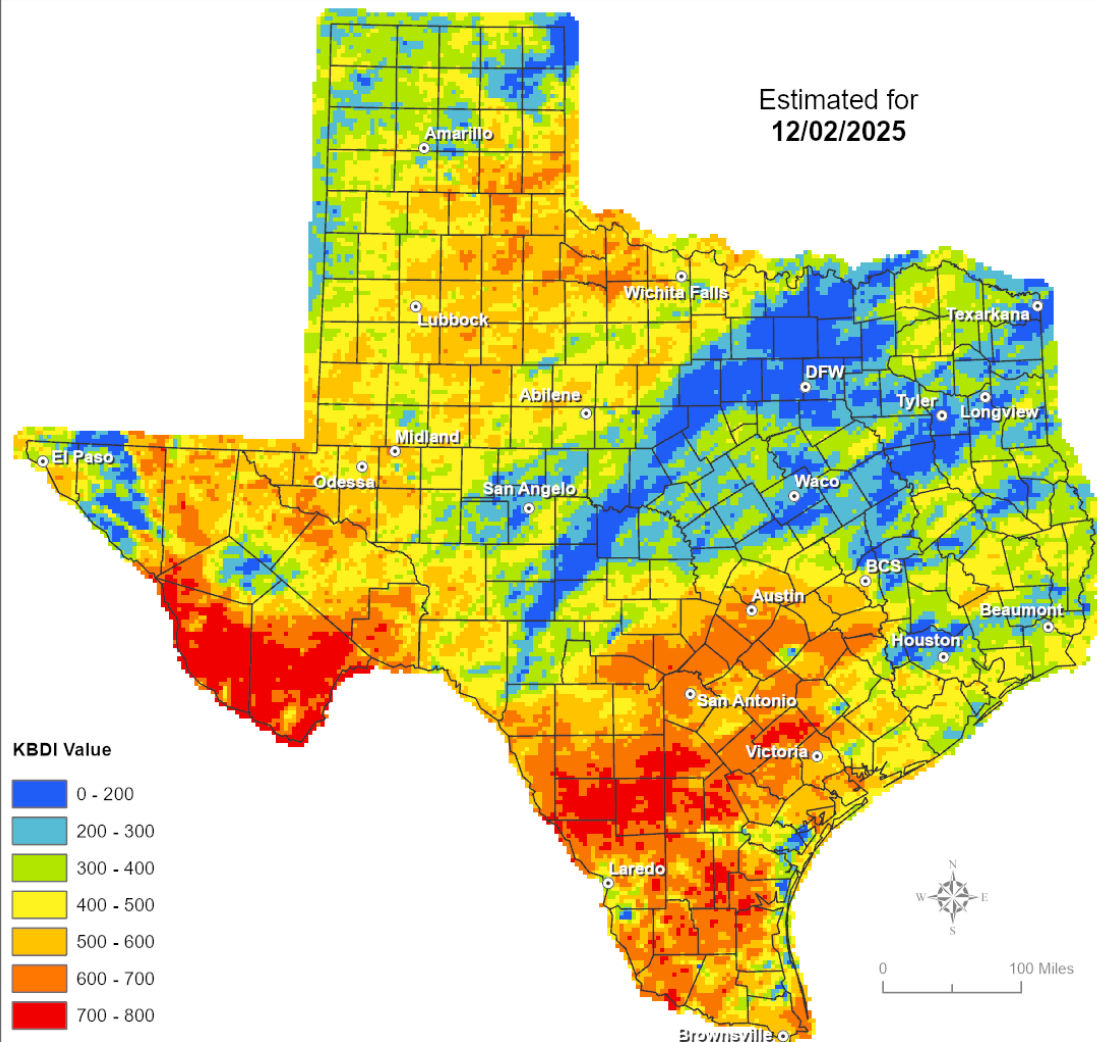 Estimated for
12/02/2025
Amarillo
Wichita Falls
Lubbock
Texarkana
DFW
Abilene
Tyler
Longview
Midland
El Paso
Odessa
San Angelo
Waco
BCS
Austin
Beaumont
Houston
San Antonio
Victoria
KBDI Value
0 - 200
200 - 300
300 - 400
400 - 500
500 - 600
600 - 700
700 - 800
Laredo
N
W E
S
0 100 Miles
Brownsville